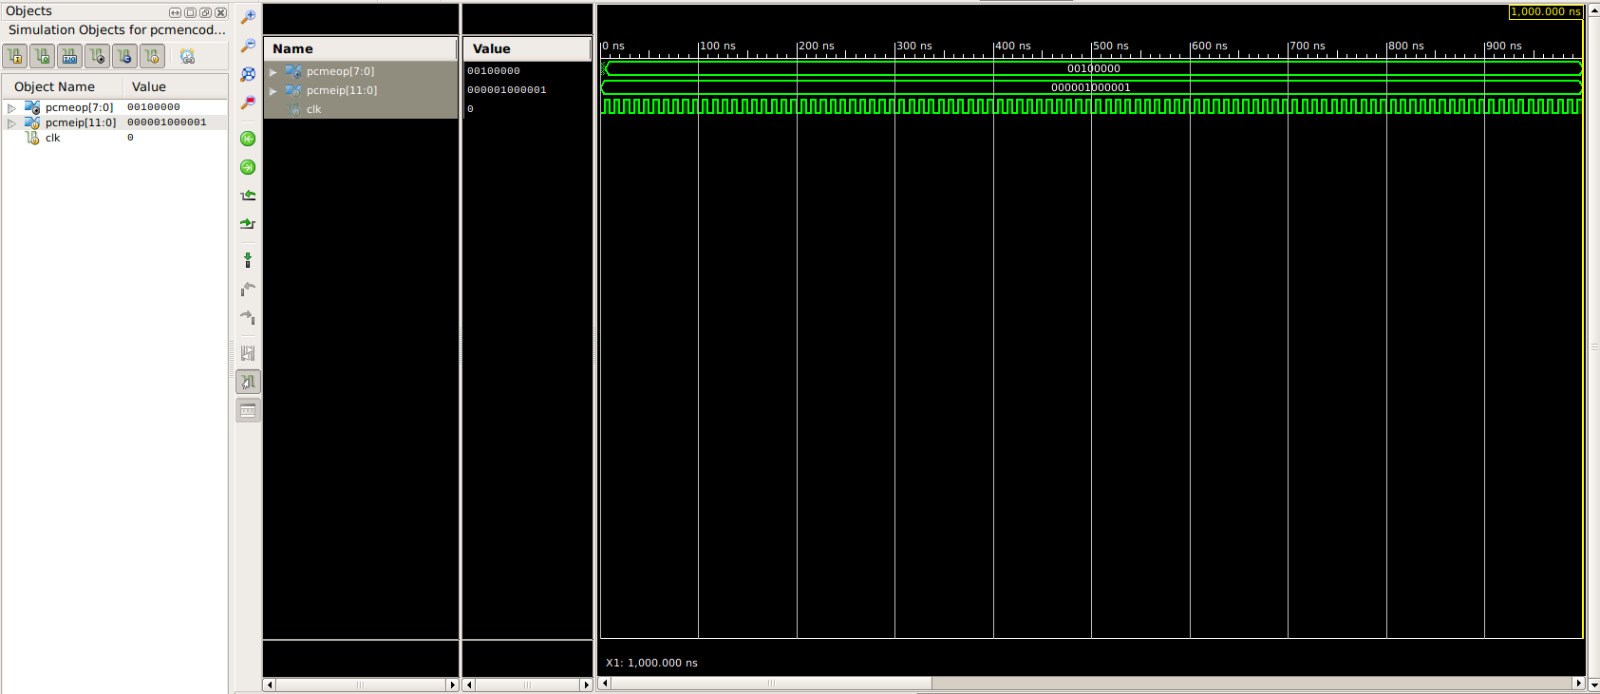 Objects
Simulation Objects for pcmencod...
Object Name Value
pcmeop[7:0] 00100000
pcmeip[11:0] 000001000001
clk 0
Name Value
pcmeop[7:0] 00100000
pcmeip[11:0] 000001000001
clk 0
1,000.000 ns
0 ns 100 ns 200 ns 300 ns 400 ns 500 ns 600 ns 700 ns 800 ns 900 ns
00100000
000001000001
X1: 1,000.000 ns